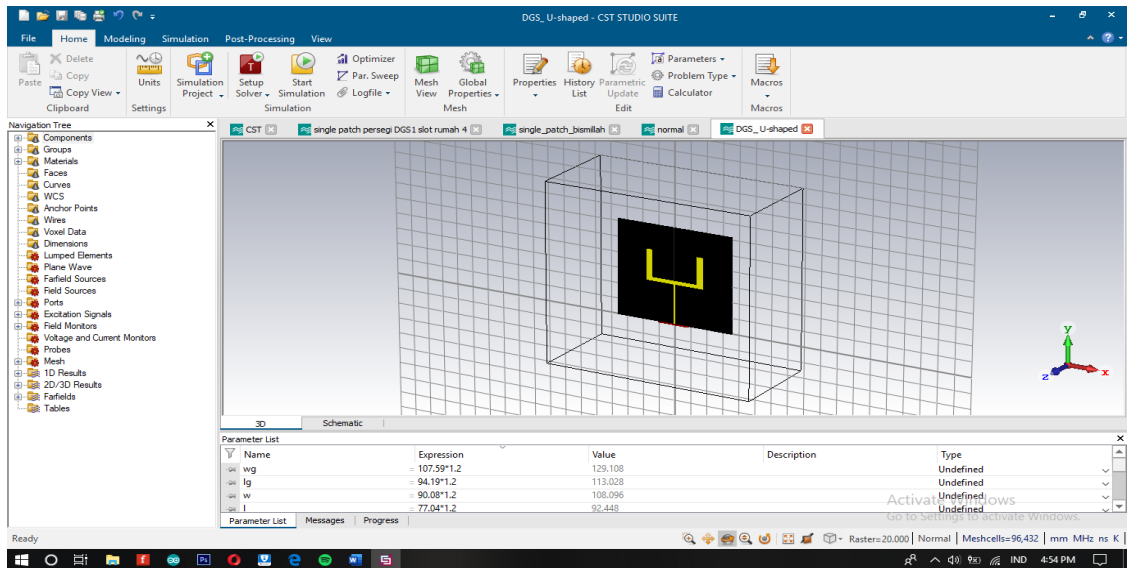 DGS_ U-shaped - CST STUDIO SUITE
File Home Modeling Simulation Post-Processing View
Paste Delete Copy Copy View
Units
Simulation Project
Setup Solver Start Simulation Optimizer Par. Sweep Logfile
Mesh View Global Properties
Properties History List Parametric Update Parameters Problem Type Calculator
Macros
Clipboard Settings Simulation Mesh Edit Macros
Navigation Tree
CST single patch persegi DGS1 slot rumah 4 single_patch_bismillah normal DGS_ U-shaped
Components
Groups
Materials
Faces
Curves
WCS
Anchor Points
Wires
Voxel Data
Dimensions
Lumped Elements
Plane Wave
Farfield Sources
Field Sources
Ports
Excitation Signals
Field Monitors
Voltage and Current Monitors
Probes
Mesh
1D Results
2D/3D Results
Farfields
Tables
y
z x
3D Schematic
Parameter List
Name Expression Value Description Type
wg = 107.59*1.2 129.108 Undefined
lg = 94.19*1.2 113.028 Undefined
w = 90.08*1.2 108.096 Undefined
l = 77.04*1.2 92.448 Undefined
Activate Windows
Go to Settings to activate Windows.
Parameter List Messages Progress
Ready Raster=20.000 Normal Meshcells=96,432 mm MHz ns K
IND 4:54 PM